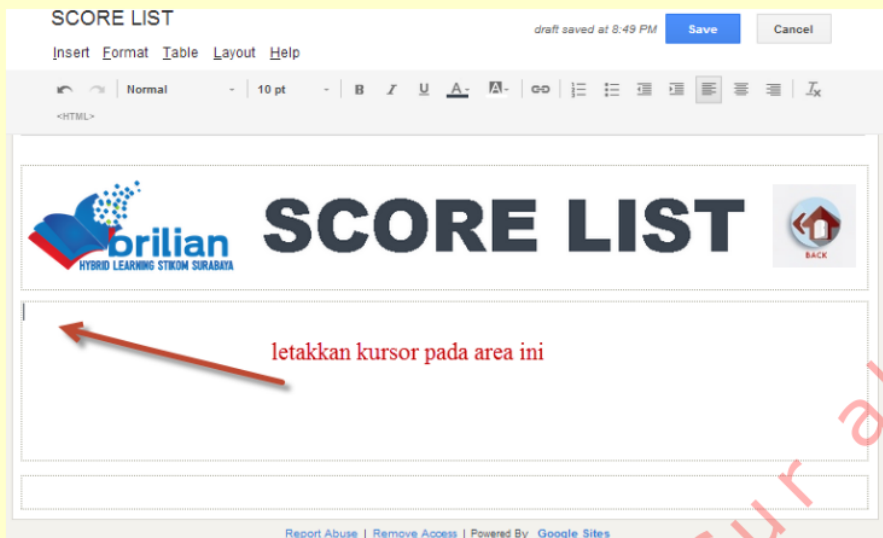 SCORE LIST
draft saved at 8:49 PM Save Cancel
Insert Format Table Layout Help
Normal 10 pt B I U A A
<HTML>
brilian
HYBRID LEARNING STIKOM SURABAYA
SCORE LIST
BACK
letakkan kursor pada area ini
Report Abuse | Remove Access | Powered By Google Sites